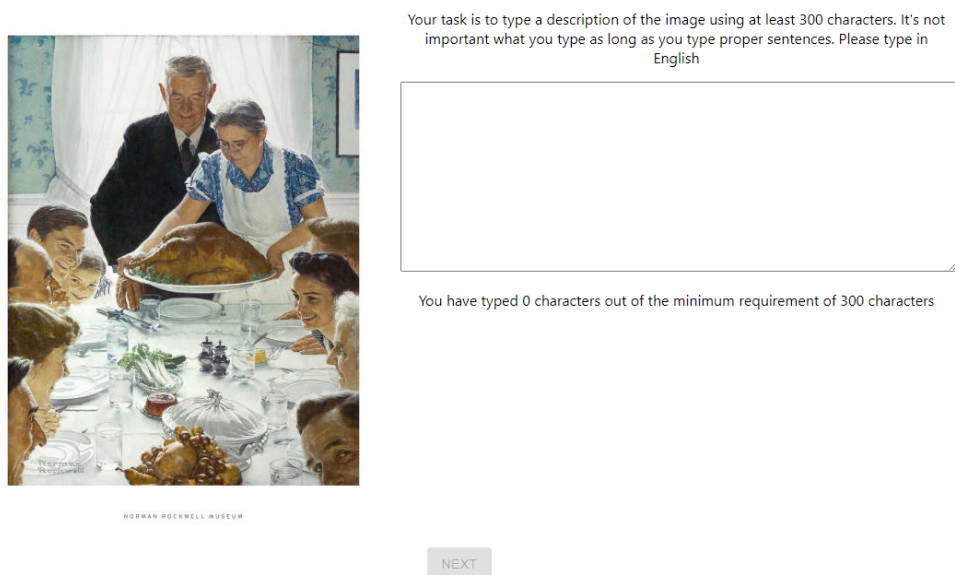 Your task is to type a description of the image using at least 300 characters. It's not
important what you type as long as you type proper sentences. Please type in
English
You have typed 0 characters out of the minimum requirement of 300 characters
Norman
Rockwell
NORMAN ROCKWELL MUSEUM
NEXT